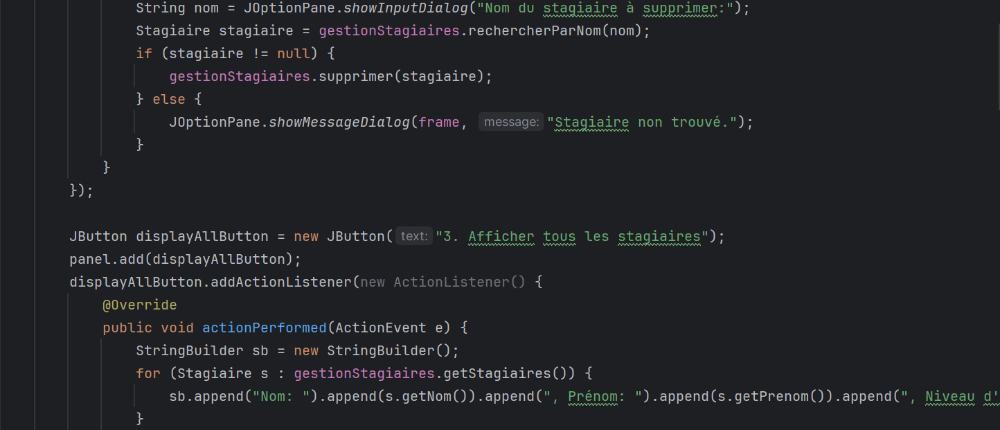 String nom = JOptionPane.showInputDialog("Nom du stagiaire à supprimer:");
Stagiaire stagiaire = gestionStagiaires.rechercherParNom(nom);
if (stagiaire != null) {
gestionStagiaires.supprimer(stagiaire);
} else {
JOptionPane.showMessageDialog(frame, message: "Stagiaire non trouvé.");
}
}
});
JButton displayAllButton = new JButton( text: "3. Afficher tous les stagiaires");
panel.add(displayAllButton);
displayAllButton.addActionListener(new ActionListener() {
@Override
public void actionPerformed(ActionEvent e) {
StringBuilder sb = new StringBuilder();
for (Stagiaire s : gestionStagiaires.getStagiaires()) {
sb.append("Nom: ").append(s.getNom()).append(", Prénom: ").append(s.getPrenom()).append(", Niveau d'
}